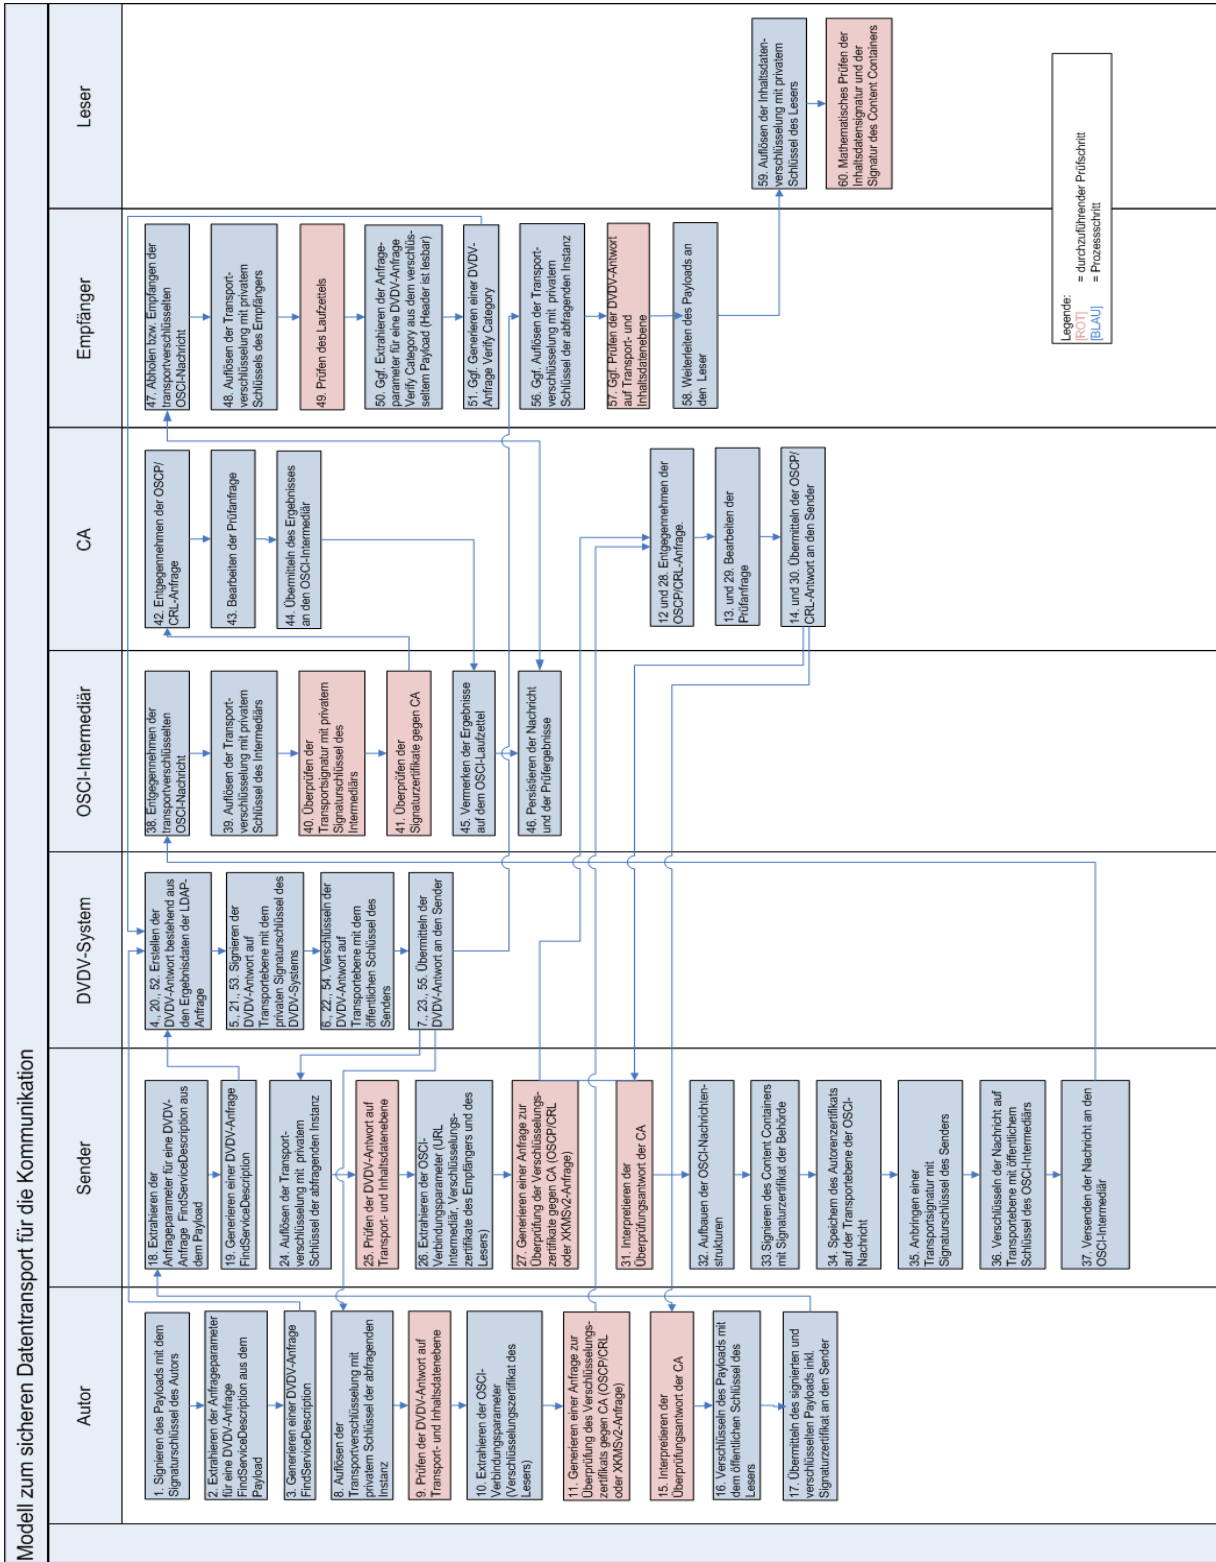 Modell zum sicheren Datentransport für die Kommunikation
Autor
1. Signieren des Payloads mit dem
Signaturschlüssel des Autors
2. Extrahieren der Anfrageparameter
für eine DVDV-Anfrage
FindServiceDescription aus dem
Payload
3. Generieren einer DVDV-Anfrage
FindServiceDescription
8. Auflösen der
Transportverschlüsselung mit
privatem Schlüssel der abfragenden
Instanz
9. Prüfen der DVDV-Antwort auf
Transport- und Inhaltsdatenebene
10. Extrahieren der OSCI-
Verbindungsparameter
(Verschlüsselungszertifikat des
Lesers)
11. Generieren einer Anfrage zur
Überprüfung des Verschlüsselungs-
zertifikats gegen CA (OSCP/CRL
oder XKMSv2-Anfrage)
15. Interpretieren der
Überprüfungsantwort der CA
16. Verschlüsseln des Payloads mit
dem öffentlichen Schlüssel des
Lesers
17. Übermitteln des signierten und
verschlüsselten Payloads inkl.
Signaturzertifikat an den Sender
Sender
18. Extrahieren der
Anfrageparameter für eine DVDV-
Anfrage FindServiceDescription aus
dem Payload
19. Generieren einer DVDV-Anfrage
FindServiceDescription
24. Auflösen der Transport-
verschlüsselung mit privatem
Schlüssel der abfragenden Instanz
25. Prüfen der DVDV-Antwort auf
Transport- und Inhaltsdatenebene
26. Extrahieren der OSCI-
Verbindungsparameter (URL
Intermediär, Verschlüsselungs-
zertifikate des Empfängers und des
Lesers)
27. Generieren einer Anfrage zur
Überprüfung der Verschlüsselungs-
zertifikate gegen CA (OSCP/CRL
oder XKMSv2-Anfrage)
31. Interpretieren der
Überprüfungsantwort der CA
32. Aufbauen der OSCI-Nachrichten-
strukturen
33.Signieren des Content Containers
mit Signaturzertifikat der Behörde
34. Speichern des Autorenzertifikats
auf der Transportebene der OSCI-
Nachricht
35. Anbringen einer
Transportsignatur mit
Signaturschlüssel des Senders
36. Verschlüsseln der Nachricht auf
Transportebene mit öffentlichem
Schlüssel des OSCI-Intermediärs
37. Versenden der Nachricht an den
OSCI-Intermediär
DVDV-System
4., 20., 52. Erstellen der
DVDV-Antwort bestehend aus
den Ergebnisdaten der LDAP-
Anfrage
5., 21., 53. Signieren der
DVDV-Antwort auf
Transportebene mit dem
privaten Signaturschlüssel des
DVDV-Systems
6., 22., 54. Verschlüsseln der
DVDV-Antwort auf
Transportebene mit dem
öffentlichen Schlüssel des
Senders
7., 23., 55. Übermitteln der
DVDV-Antwort an den Sender
OSCI-Intermediär
38. Entgegennehmen der
transportverschlüsselten
OSCI-Nachricht
39. Auflösen der Transport-
verschlüsselung mit privatem
Schlüssel des Intermediärs
40. Überprüfen der
Transportsignatur mit privatem
Signaturschlüssel des
Intermediärs
41. Überprüfen der
Signaturzertifikate gegen CA
45. Vermerken der Ergebnisse
auf dem OSCI-Laufzettel
46. Persistieren der Nachricht
und der Prüfergebnisse
CA
42. Entgegennehmen der OSCP/
CRL-Anfrage
43. Bearbeiten der Prüfanfrage
44. Übermitteln des Ergebnisses
an den OSCI-Intermediär
12 und 28. Entgegennehmen der
OSCP/CRL-Anfrage.
13. und 29. Bearbeiten der
Prüfanfrage
14. und 30. Übermitteln der OSCP/
CRL-Antwort an den Sender
Empfänger
47. Abholen bzw. Empfangen der
transportverschlüsselten
OSCI-Nachricht
48. Auflösen der Transport-
verschlüsselung mit privatem
Schlüssels des Empfängers
49. Prüfen des Laufzettels
50. Ggf. Extrahieren der Anfrage-
parameter für eine DVDV-Anfrage
Verify Category aus dem verschlüs-
seltem Payload (Header ist lesbar)
51. Ggf. Generieren einer DVDV-
Anfrage Verify Category
56. Ggf. Auflösen der Transport-
verschlüsselung mit privatem
Schlüssel der abfragenden Instanz
57. Ggf. Prüfen der DVDV-Antwort
auf Transport- und
Inhaltsdatenebene
58. Weiterleiten des Payloads an
den Leser
Leser
59. Auflösen der Inhaltsdaten-
verschlüsselung mit privatem
Schlüssel des Lesers
60. Mathematisches Prüfen der
Inhaltsdatensignatur und der
Signatur des Content Containers
Legende:
[ROT] = durchzuführender Prüfschritt
[BLAU] = Prozessschritt